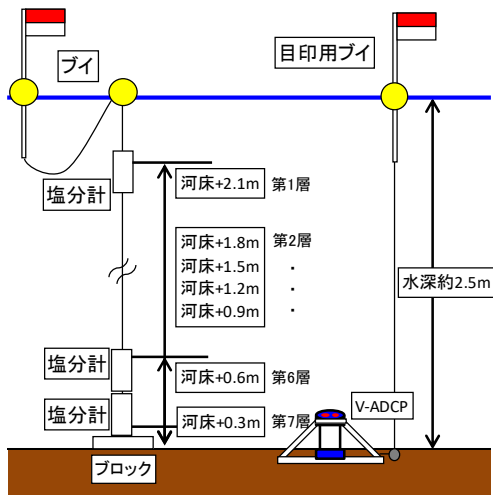 ブイ
目印用ブイ
塩分計
河床+2.1m 第1層
河床+1.8m 第2層
河床+1.5m ・
河床+1.2m ・
河床+0.9m ・
水深約2.5m
塩分計
河床+0.6m 第6層
塩分計
河床+0.3m 第7層
V-ADCP
ブロック